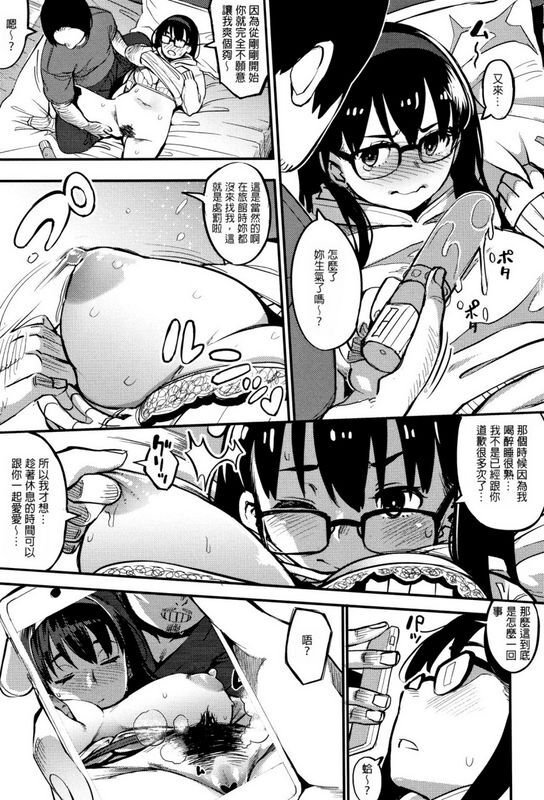 又來…
怎麼了
妳生氣了嗎～？
ポタ
ポタ
因為從剛剛開始
你就完全不願意
讓我爽個夠～
嗯～？
這是當然的啊
在旅館時妳都
沒來找我，這
就是處罰啦
那個時候因為我
喝醉睡很熟…
我不是已經跟你
道歉很多次了～
所以我才想…
趁著休息的時間可以
跟你一起愛愛～
那麼這到底
是怎麼一回
事
蛤～？
唔？